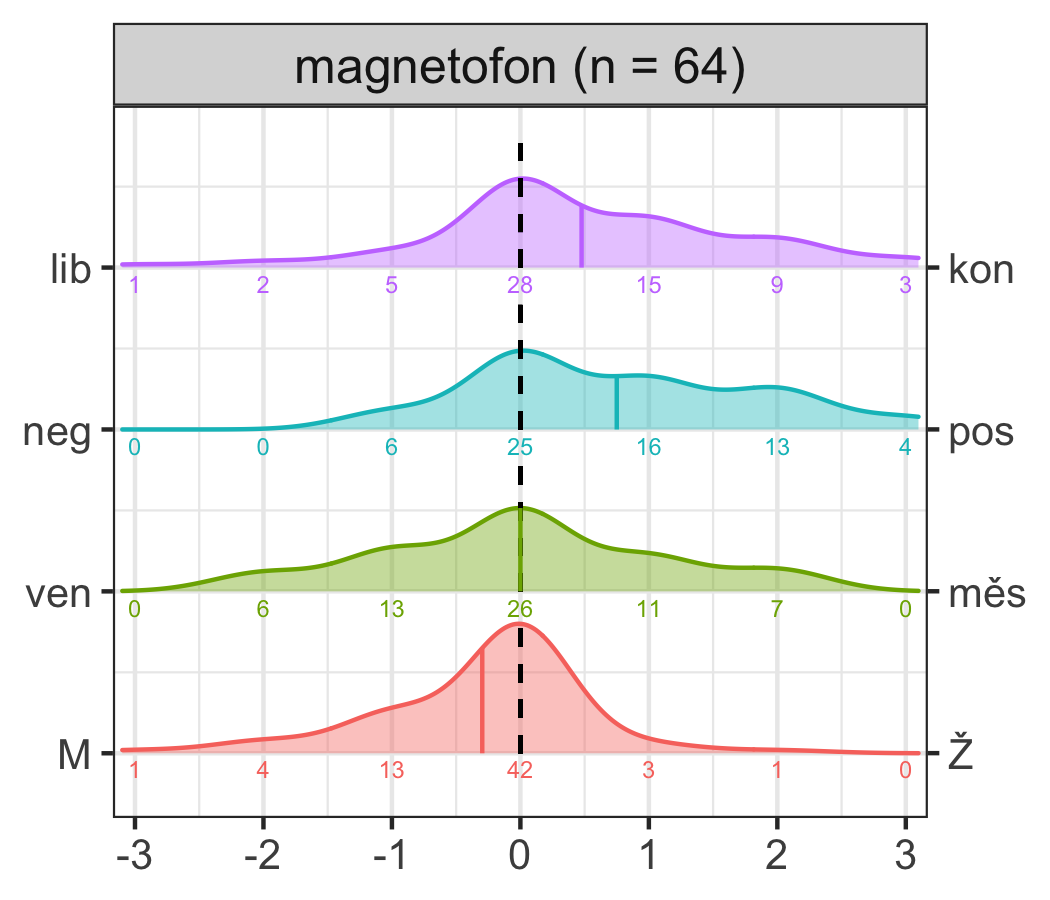 magnetofon (n = 64)
lib kon
1 2 5 28 15 9 3
neg pos
0 0 6 25 16 13 4
ven měs
0 6 13 26 11 7 0
M Ž
1 4 13 42 3 1 0
-3 -2 -1 0 1 2 3